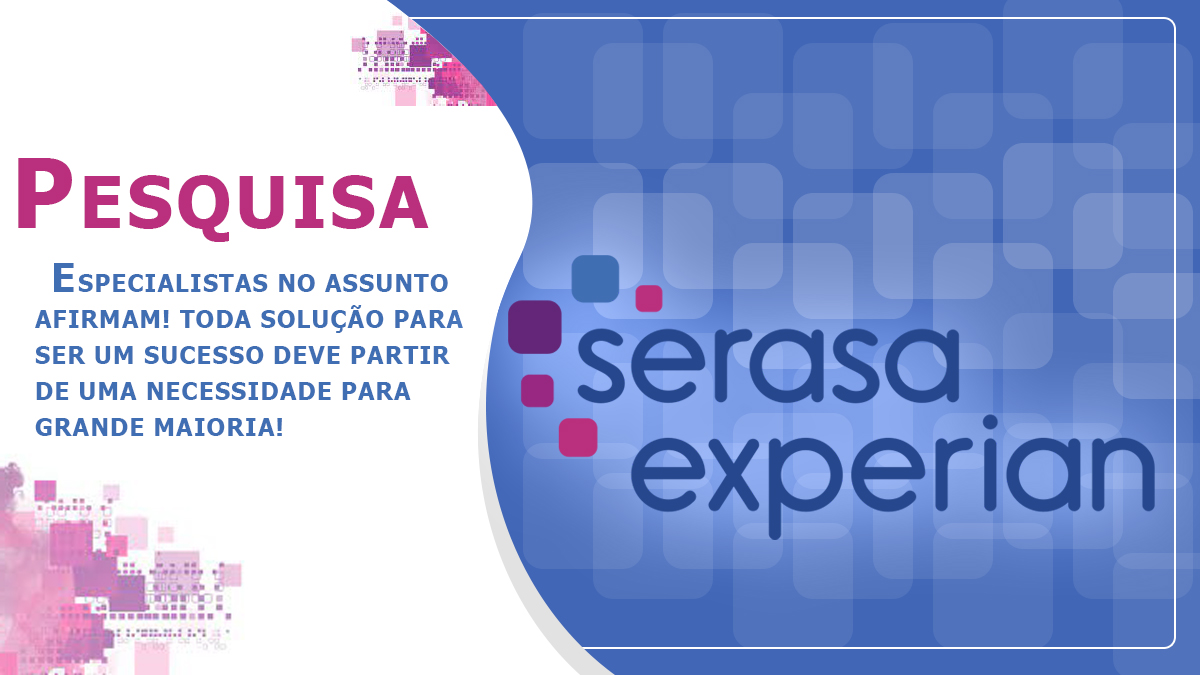 PESQUISA
ESPECIALISTAS NO ASSUNTO
AFIRMAM! TODA SOLUÇÃO PARA
SER UM SUCESSO DEVE PARTIR
DE UMA NECESSIDADE PARA
GRANDE MAIORIA!
serasa
experian